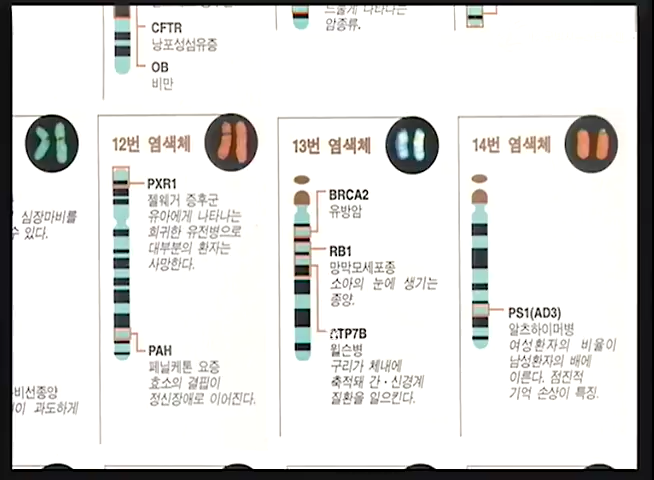 CFTR
낭포성섬유증
OB
비만
느리게 나타나는
암종류.
심장마비를
수 있다.
비선종양
이 과도하게
12번 염색체
PXR1
젤웨거 증후군
유아에게 나타나는
희귀한 유전병으로
대부분의 환자는
사망한다.
PAH
페닐케톤 요증
효소의 결핍이
정신장애로 이어진다.
13번 염색체
BRCA2
유방암
RB1
망막모세포종
소아의 눈에 생기는
종양.
ATP7B
윌슨병
구리가 체내에
축적돼 간·신경계
질환을 일으킨다.
14번 염색체
PS1(AD3)
알츠하이머병
여성환자의 비율이
남성환자의 배에
이른다. 점진적
기억 손상이 특징.